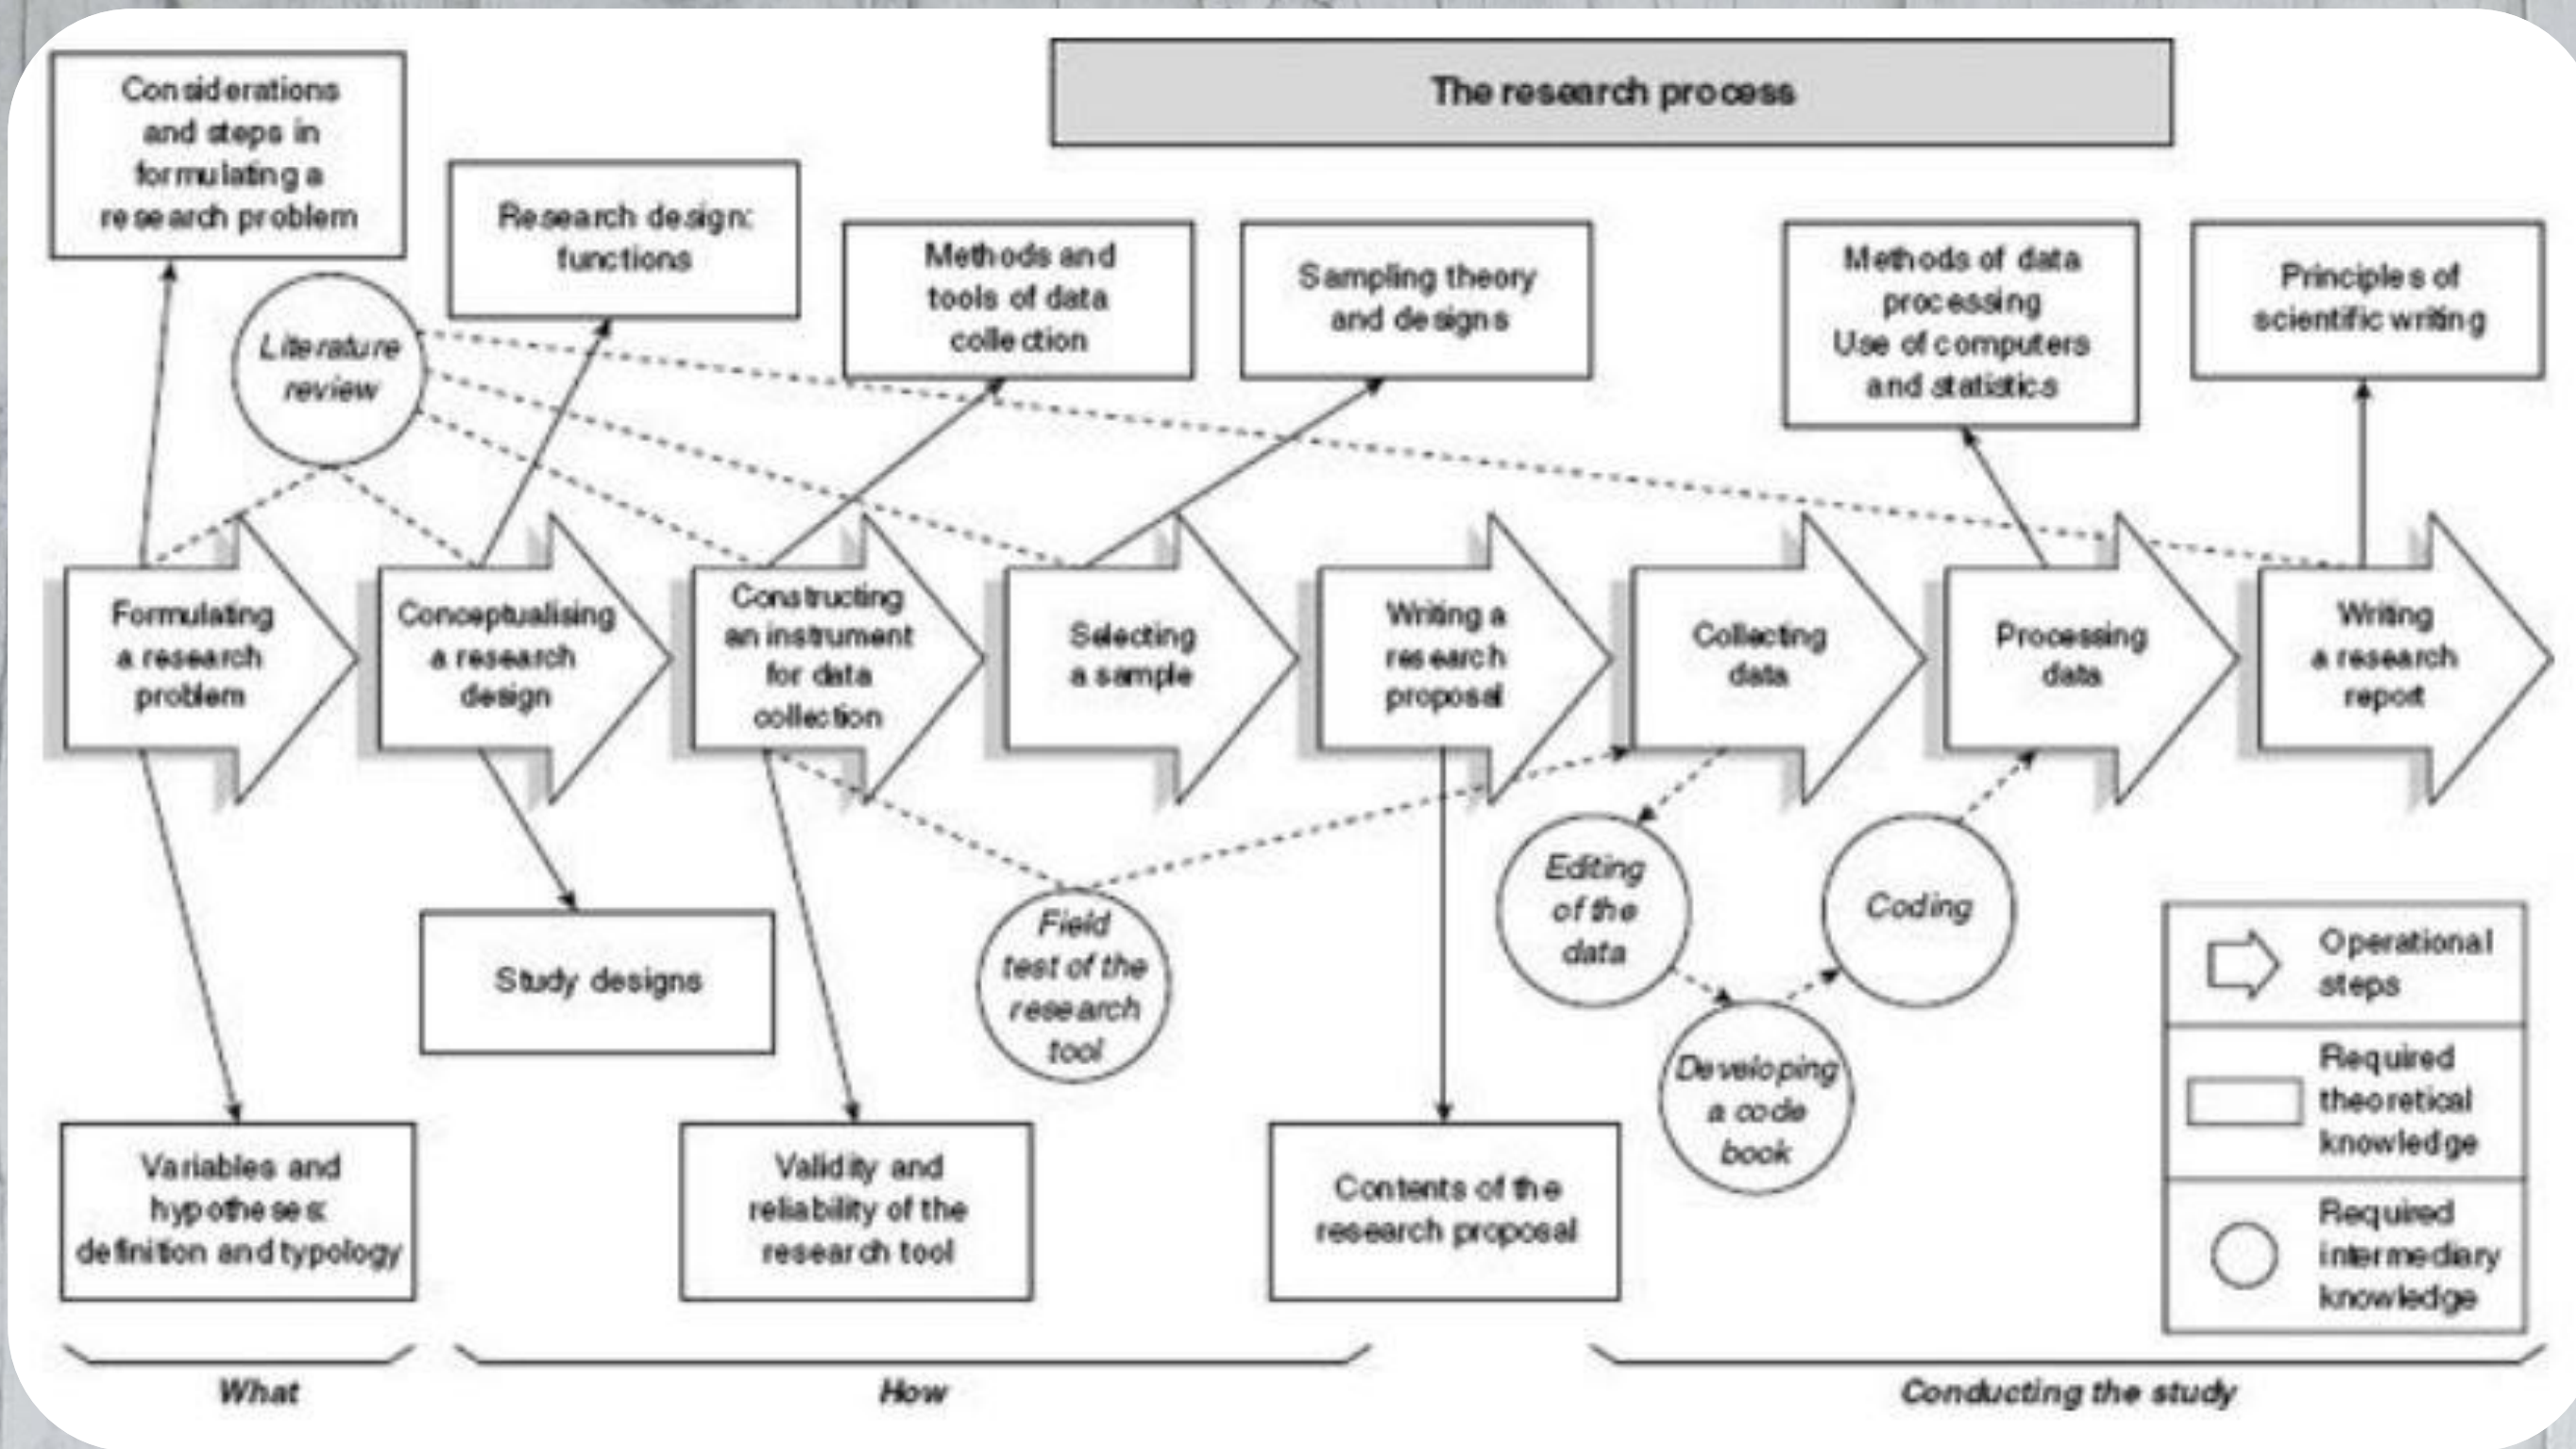 The research process
Considerations
and steps in
formulating a
research problem
Research design:
functions
Methods and
tools of data
collection
Sampling theory
and designs
Methods of data
processing
Use of computers
and statistics
Principles of
scientific writing
Literature
review
Formulating
a research
problem
Conceptualising
a research
design
Constructing
an instrument
for data
collection
Selecting
a sample
Writing a
research
proposal
Collecting
data
Processing
data
Writing
a research
report
Study designs
Field
test of the
research
tool
Editing
of the
data
Coding
Developing
a code
book
Variables and
hypotheses:
definition and typology
Validity and
reliability of the
research tool
Contents of the
research proposal
Operational
steps
Required
theoretical
knowledge
Required
intermediary
knowledge
What
How
Conducting the study